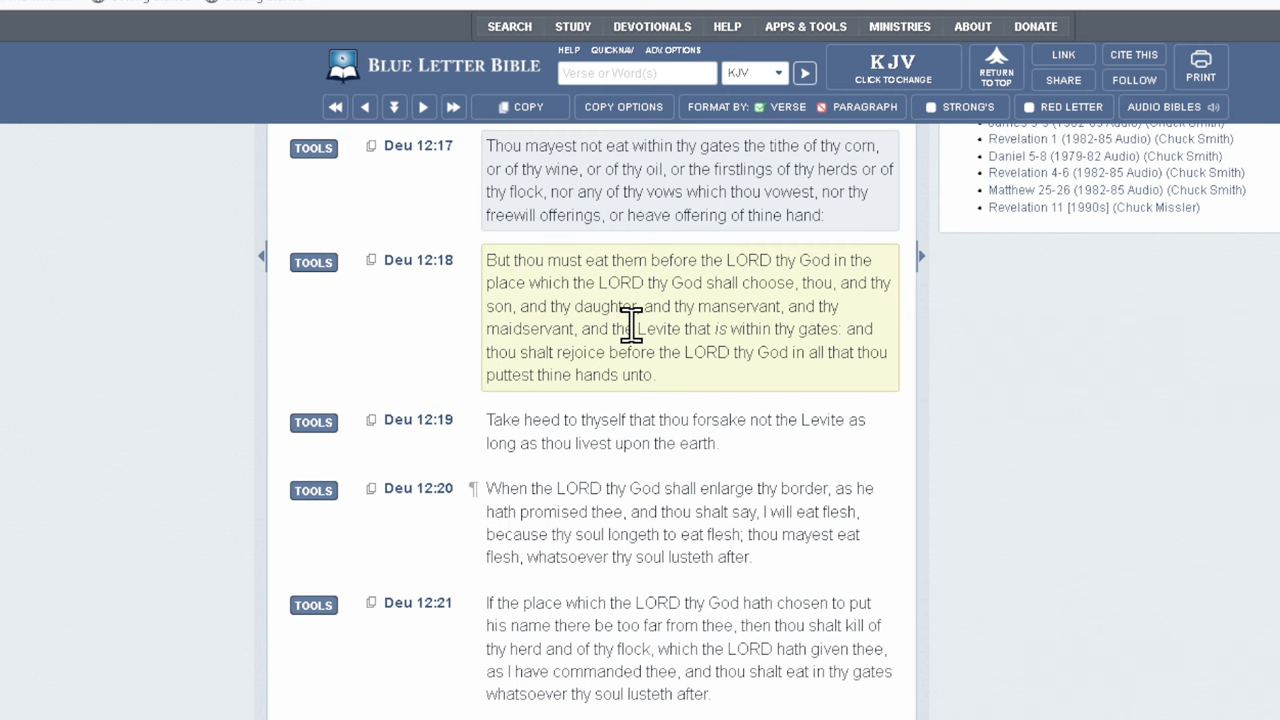 SEARCH STUDY DEVOTIONALS HELP APPS & TOOLS MINISTRIES ABOUT DONATE
BLUE LETTER BIBLE
HELP QUICKNAV ADV. OPTIONS
Verse or Word(s) KJV
KJV
CLICK TO CHANGE
RETURN
TO TOP
LINK CITE THIS
SHARE FOLLOW
PRINT
COPY COPY OPTIONS FORMAT BY: VERSE PARAGRAPH STRONG'S RED LETTER AUDIO BIBLES
TOOLS Deu 12:17 Thou mayest not eat within thy gates the tithe of thy corn,
or of thy wine, or of thy oil, or the firstlings of thy herds or of
thy flock, nor any of thy vows which thou vowest, nor thy
freewill offerings, or heave offering of thine hand:
TOOLS Deu 12:18 But thou must eat them before the LORD thy God in the
place which the LORD thy God shall choose, thou, and thy
son, and thy daughter, and thy manservant, and thy
maidservant, and the Levite that is within thy gates: and
thou shalt rejoice before the LORD thy God in all that thou
puttest thine hands unto.
TOOLS Deu 12:19 Take heed to thyself that thou forsake not the Levite as
long as thou livest upon the earth.
TOOLS Deu 12:20 ¶ When the LORD thy God shall enlarge thy border, as he
hath promised thee, and thou shalt say, I will eat flesh,
because thy soul longeth to eat flesh; thou mayest eat
flesh, whatsoever thy soul lusteth after.
TOOLS Deu 12:21 If the place which the LORD thy God hath chosen to put
his name there be too far from thee, then thou shalt kill of
thy herd and of thy flock, which the LORD hath given thee,
as I have commanded thee, and thou shalt eat in thy gates
whatsoever thy soul lusteth after.
(1982-85 Audio) (Chuck Smith)
• Revelation 1 (1982-85 Audio) (Chuck Smith)
• Daniel 5-8 (1979-82 Audio) (Chuck Smith)
• Revelation 4-6 (1982-85 Audio) (Chuck Smith)
• Matthew 25-26 (1982-85 Audio) (Chuck Smith)
• Revelation 11 [1990s] (Chuck Missler)